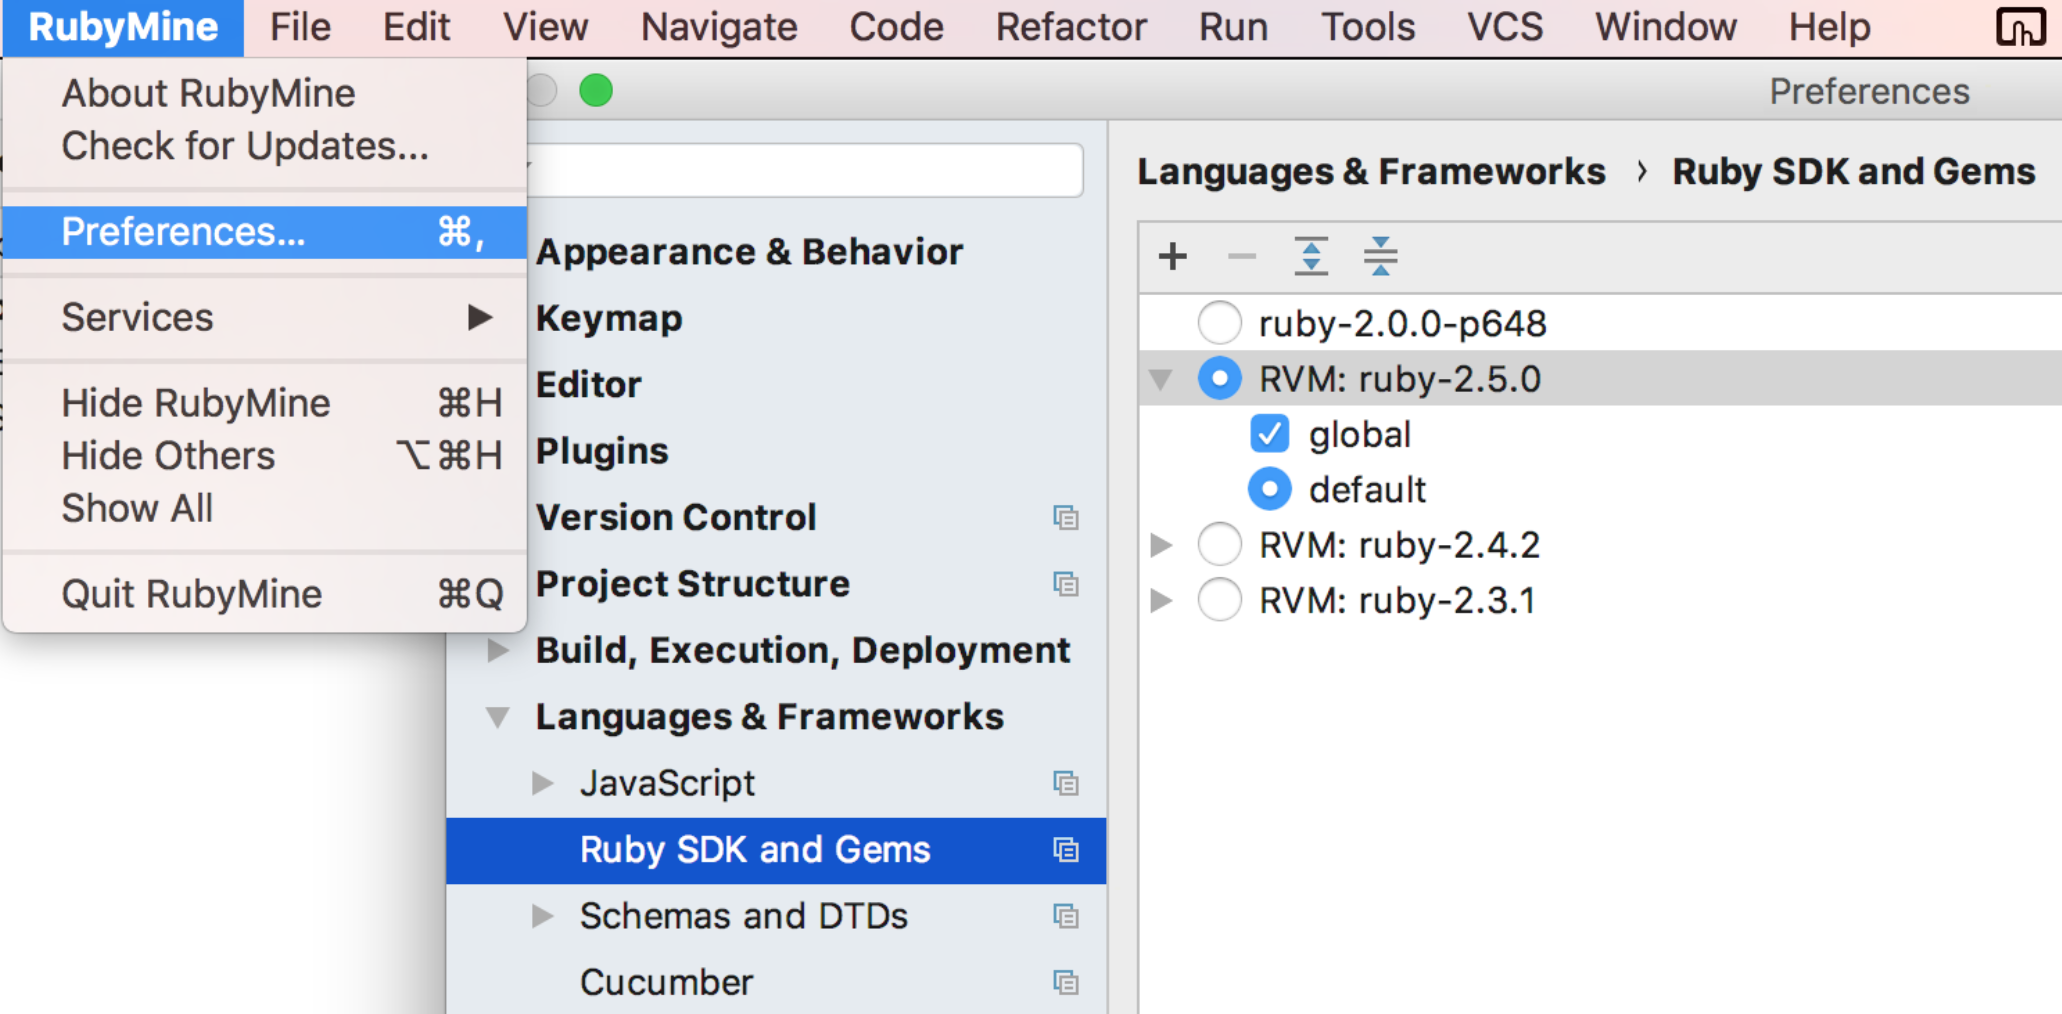 RubyMine File Edit View Navigate Code Refactor Run Tools VCS Window Help
About RubyMine
Check for Updates...
Preferences... ⌘,
Services ▶
Hide RubyMine ⌘H
Hide Others ⌥⌘H
Show All
Quit RubyMine ⌘Q
Preferences
Appearance & Behavior
Keymap
Editor
Plugins
Version Control
Project Structure
Build, Execution, Deployment
Languages & Frameworks
JavaScript
Ruby SDK and Gems
Schemas and DTDs
Cucumber
Languages & Frameworks › Ruby SDK and Gems
ruby-2.0.0-p648
RVM: ruby-2.5.0
global
default
RVM: ruby-2.4.2
RVM: ruby-2.3.1